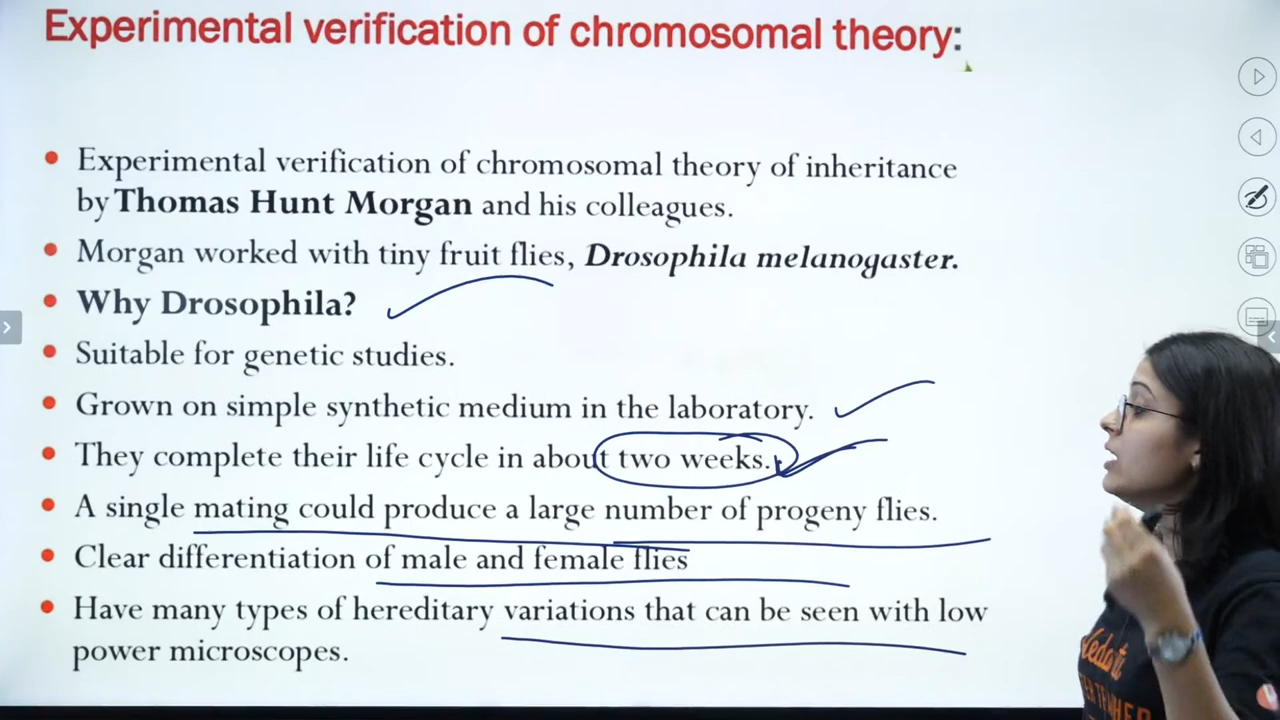 Experimental verification of chromosomal theory:
• Experimental verification of chromosomal theory of inheritance
by Thomas Hunt Morgan and his colleagues.
• Morgan worked with tiny fruit flies, Drosophila melanogaster.
• Why Drosophila?
• Suitable for genetic studies.
• Grown on simple synthetic medium in the laboratory.
• They complete their life cycle in about two weeks.
• A single mating could produce a large number of progeny flies.
• Clear differentiation of male and female flies
• Have many types of hereditary variations that can be seen with low
power microscopes.